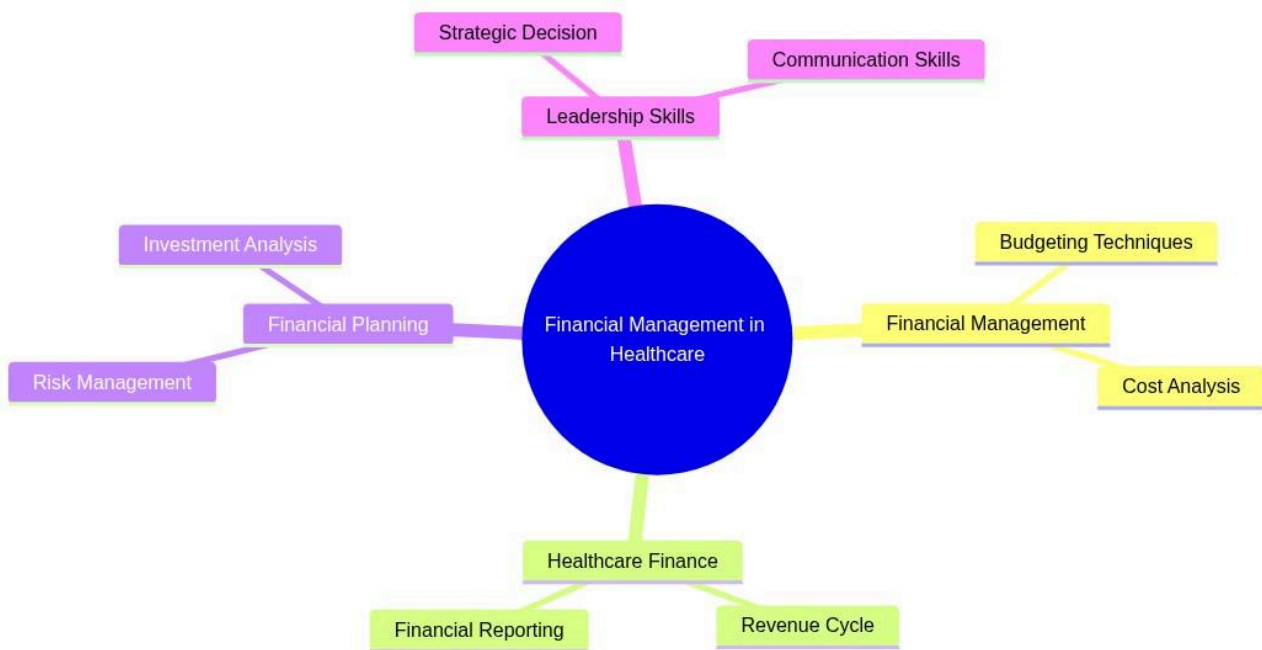 Strategic Decision
Communication Skills
Leadership Skills
Investment Analysis
Budgeting Techniques
Financial Planning
Financial Management in
Healthcare
Financial Management
Risk Management
Cost Analysis
Healthcare Finance
Financial Reporting
Revenue Cycle